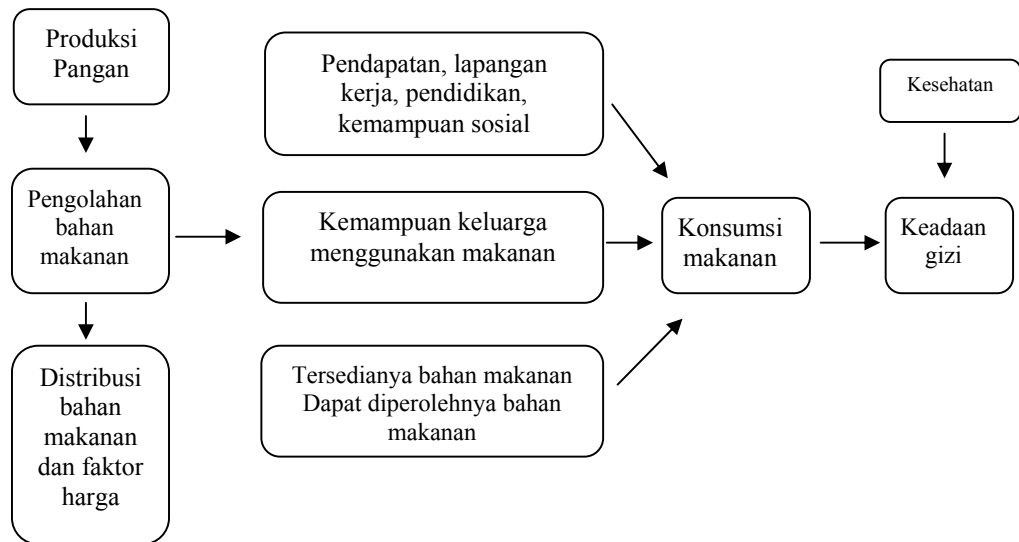 Produksi
Pangan
Pendapatan, lapangan
kerja, pendidikan,
kemampuan sosial
Kesehatan
Pengolahan
bahan
makanan
Kemampuan keluarga
menggunakan makanan
Konsumsi
makanan
Keadaan
gizi
Distribusi
bahan
makanan
dan faktor
harga
Tersedianya bahan makanan
Dapat diperolehnya bahan
makanan